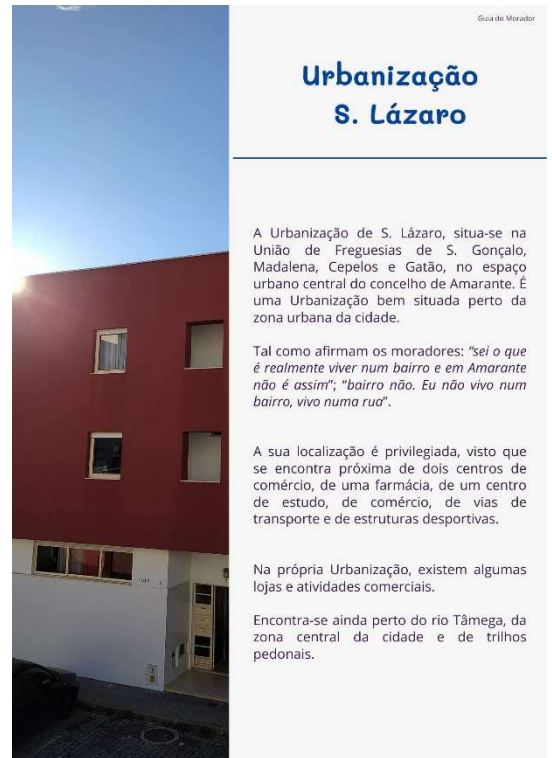 Guia do Morador
Urbanização
S. Lázaro
A Urbanização de S. Lázaro, situa-se na
União de Freguesias de S. Gonçalo,
Madalena, Cepelos e Gatão, no espaço
urbano central do concelho de Amarante. É
uma Urbanização bem situada perto da
zona urbana da cidade.
Tal como afirmam os moradores: “sei o que
é realmente viver num bairro e em Amarante
não é assim”; “bairro não. Eu não vivo num
bairro, vivo numa rua”.
A sua localização é privilegiada, visto que
se encontra próxima de dois centros de
comércio, de uma farmácia, de um centro
de estudo, de comércio, de vias de
transporte e de estruturas desportivas.
Na própria Urbanização, existem algumas
lojas e atividades comerciais.
Encontra-se ainda perto do rio Tâmega, da
zona central da cidade e de trilhos
pedonais.